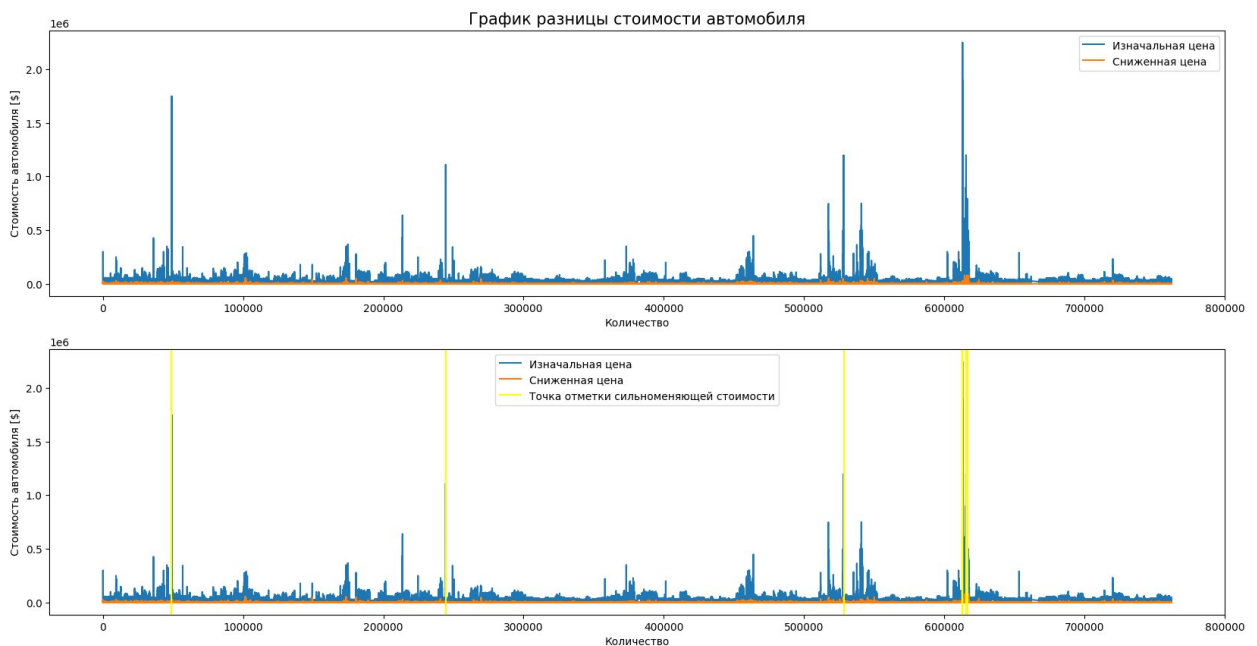 График разницы стоимости автомобиля
1e6
Изначальная цена
Сниженная цена
2.0
1.5
1.0
0.5
0.0
Стоимость автомобиля [$]
0 100000 200000 300000 400000 500000 600000 700000 800000
Количество
1e6
Изначальная цена
Сниженная цена
Точка отметки сильноменяющей стоимости
2.0
1.5
1.0
0.5
0.0
Стоимость автомобиля [$]
0 100000 200000 300000 400000 500000 600000 700000 800000
Количество